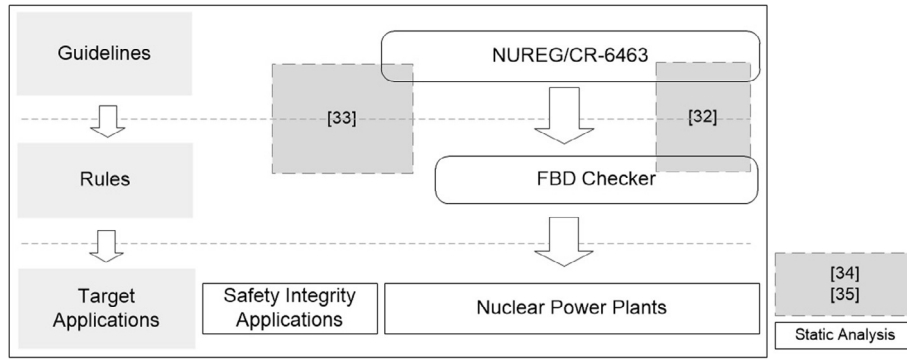 Guidelines
NUREG/CR-6463
[33]
[32]
Rules
FBD Checker
Target
Applications
Safety Integrity
Applications
Nuclear Power Plants
[34]
[35]
Static Analysis